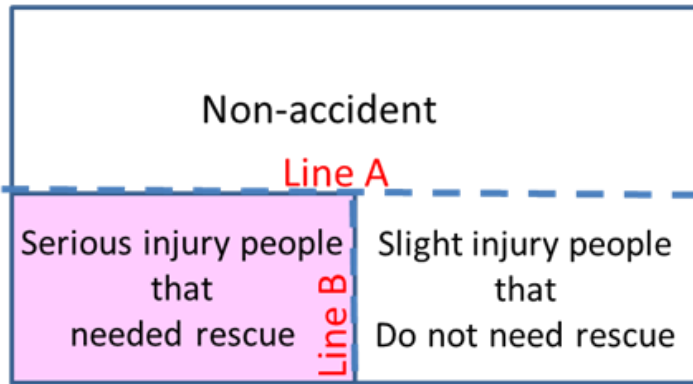 Non-accident
Line A
Serious injury people
that
needed rescue
Line B
Slight injury people
that
Do not need rescue